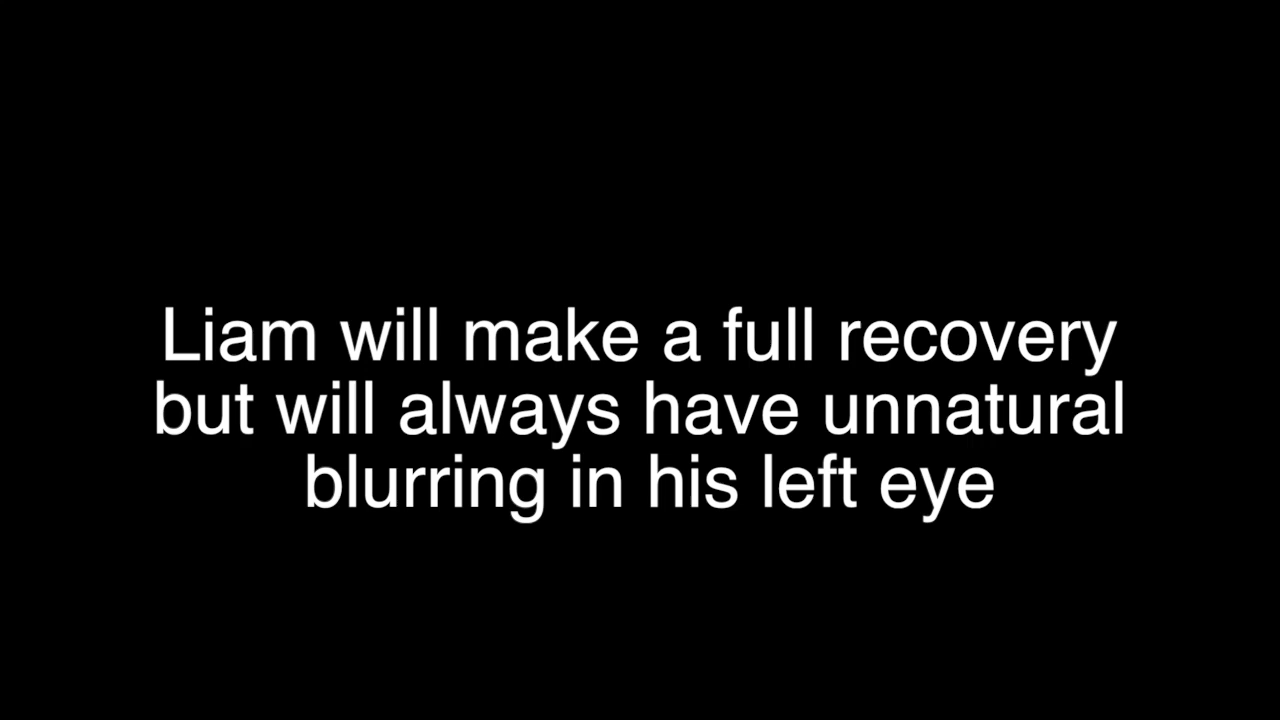 Liam will make a full recovery
but will always have unnatural
blurring in his left eye